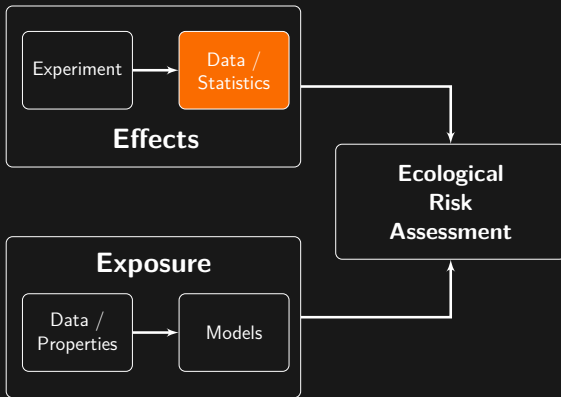 Experiment
Data /
Statistics
Effects
Ecological
Risk
Assessment
Exposure
Data /
Properties
Models